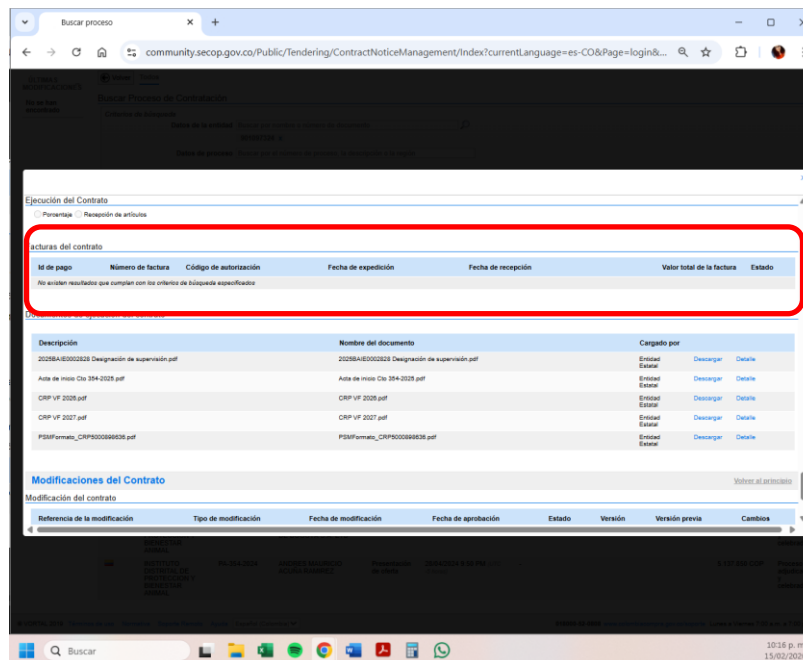 Buscar proceso
community.secop.gov.co/Public/Tendering/ContractNoticeManagement/Index?currentLanguage=es-CO&Page=login&...
Buscar Proceso de Contratación
Ejecución del Contrato
Porcentaje Recepción de artículos
acturas del contrato
Id de pago Número de factura Código de autorización Fecha de expedición Fecha de recepción Valor total de la factura Estado
No existen resultados que cumplan con los criterios de búsqueda especificados
Descripción Nombre del documento Cargado por
2025BAIE0002828 Designación de supervisión.pdf 2025BAIE0002828 Designación de supervisión.pdf Entidad Estatal Descargar Detalle
Acta de inicio Cto 354-2025.pdf Acta de inicio Cto 354-2025.pdf Entidad Estatal Descargar Detalle
CRP VF 2026.pdf CRP VF 2026.pdf Entidad Estatal Descargar Detalle
CRP VF 2027.pdf CRP VF 2027.pdf Entidad Estatal Descargar Detalle
PSMFormato_CRP5000898636.pdf PSMFormato_CRP5000898636.pdf Entidad Estatal Descargar Detalle
Modificaciones del Contrato Volver al principio
Modificación del contrato
Referencia de la modificación Tipo de modificación Fecha de modificación Fecha de aprobación Estado Versión Versión previa Cambios
Buscar
10:16 p. m